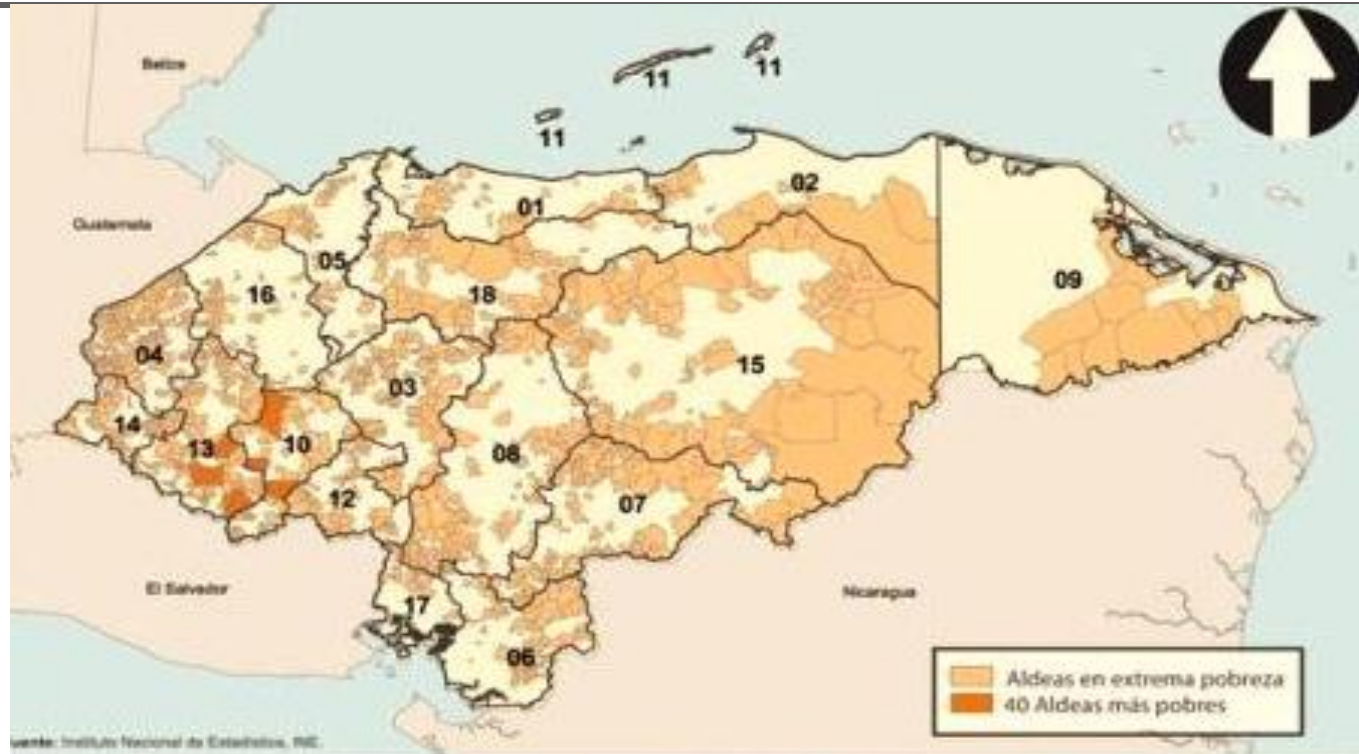 Belize
11
11
11
Guatemala
01
02
05
09
16
18
04
15
03
14
13
10
08
12
07
El Salvador
17
Nicaragua
06
Aldeas en extrema pobreza
40 Aldeas más pobres
uente: Instituto Nacional de Estadística, INE.